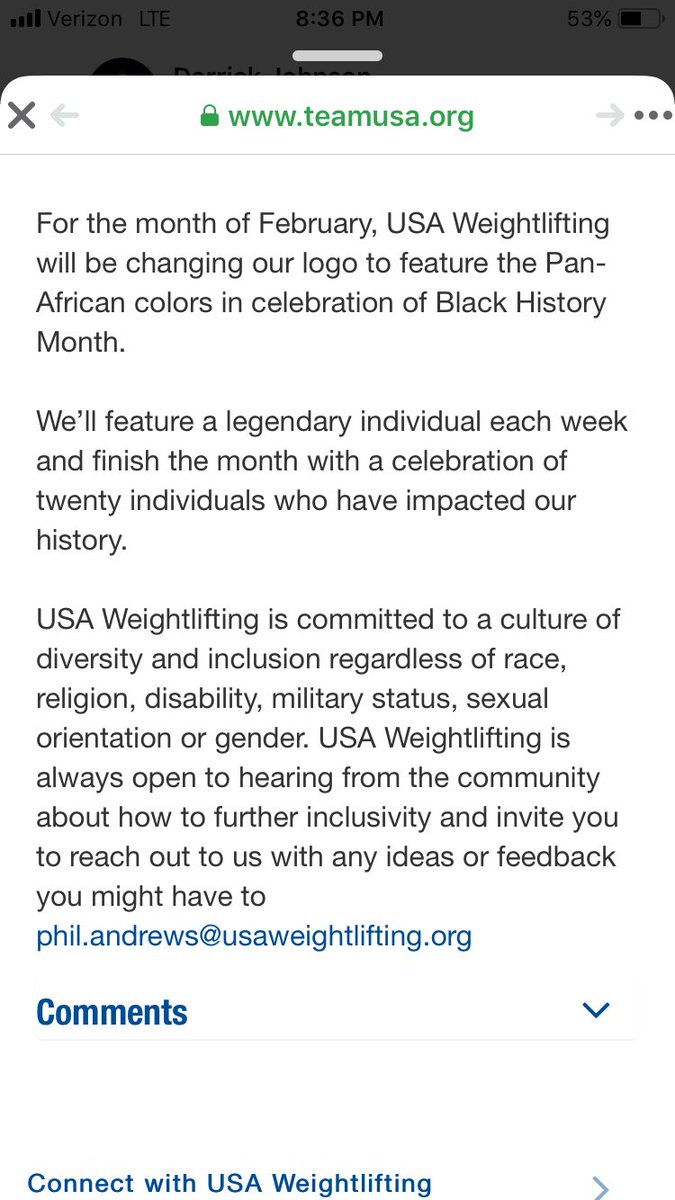 Verizon LTE 8:36 PM 53%
Derrick Johnson
www.teamusa.org
For the month of February, USA Weightlifting
will be changing our logo to feature the Pan-
African colors in celebration of Black History
Month.
We’ll feature a legendary individual each week
and finish the month with a celebration of
twenty individuals who have impacted our
history.
USA Weightlifting is committed to a culture of
diversity and inclusion regardless of race,
religion, disability, military status, sexual
orientation or gender. USA Weightlifting is
always open to hearing from the community
about how to further inclusivity and invite you
to reach out to us with any ideas or feedback
you might have to
phil.andrews@usaweightlifting.org
Comments
Connect with USA Weightlifting